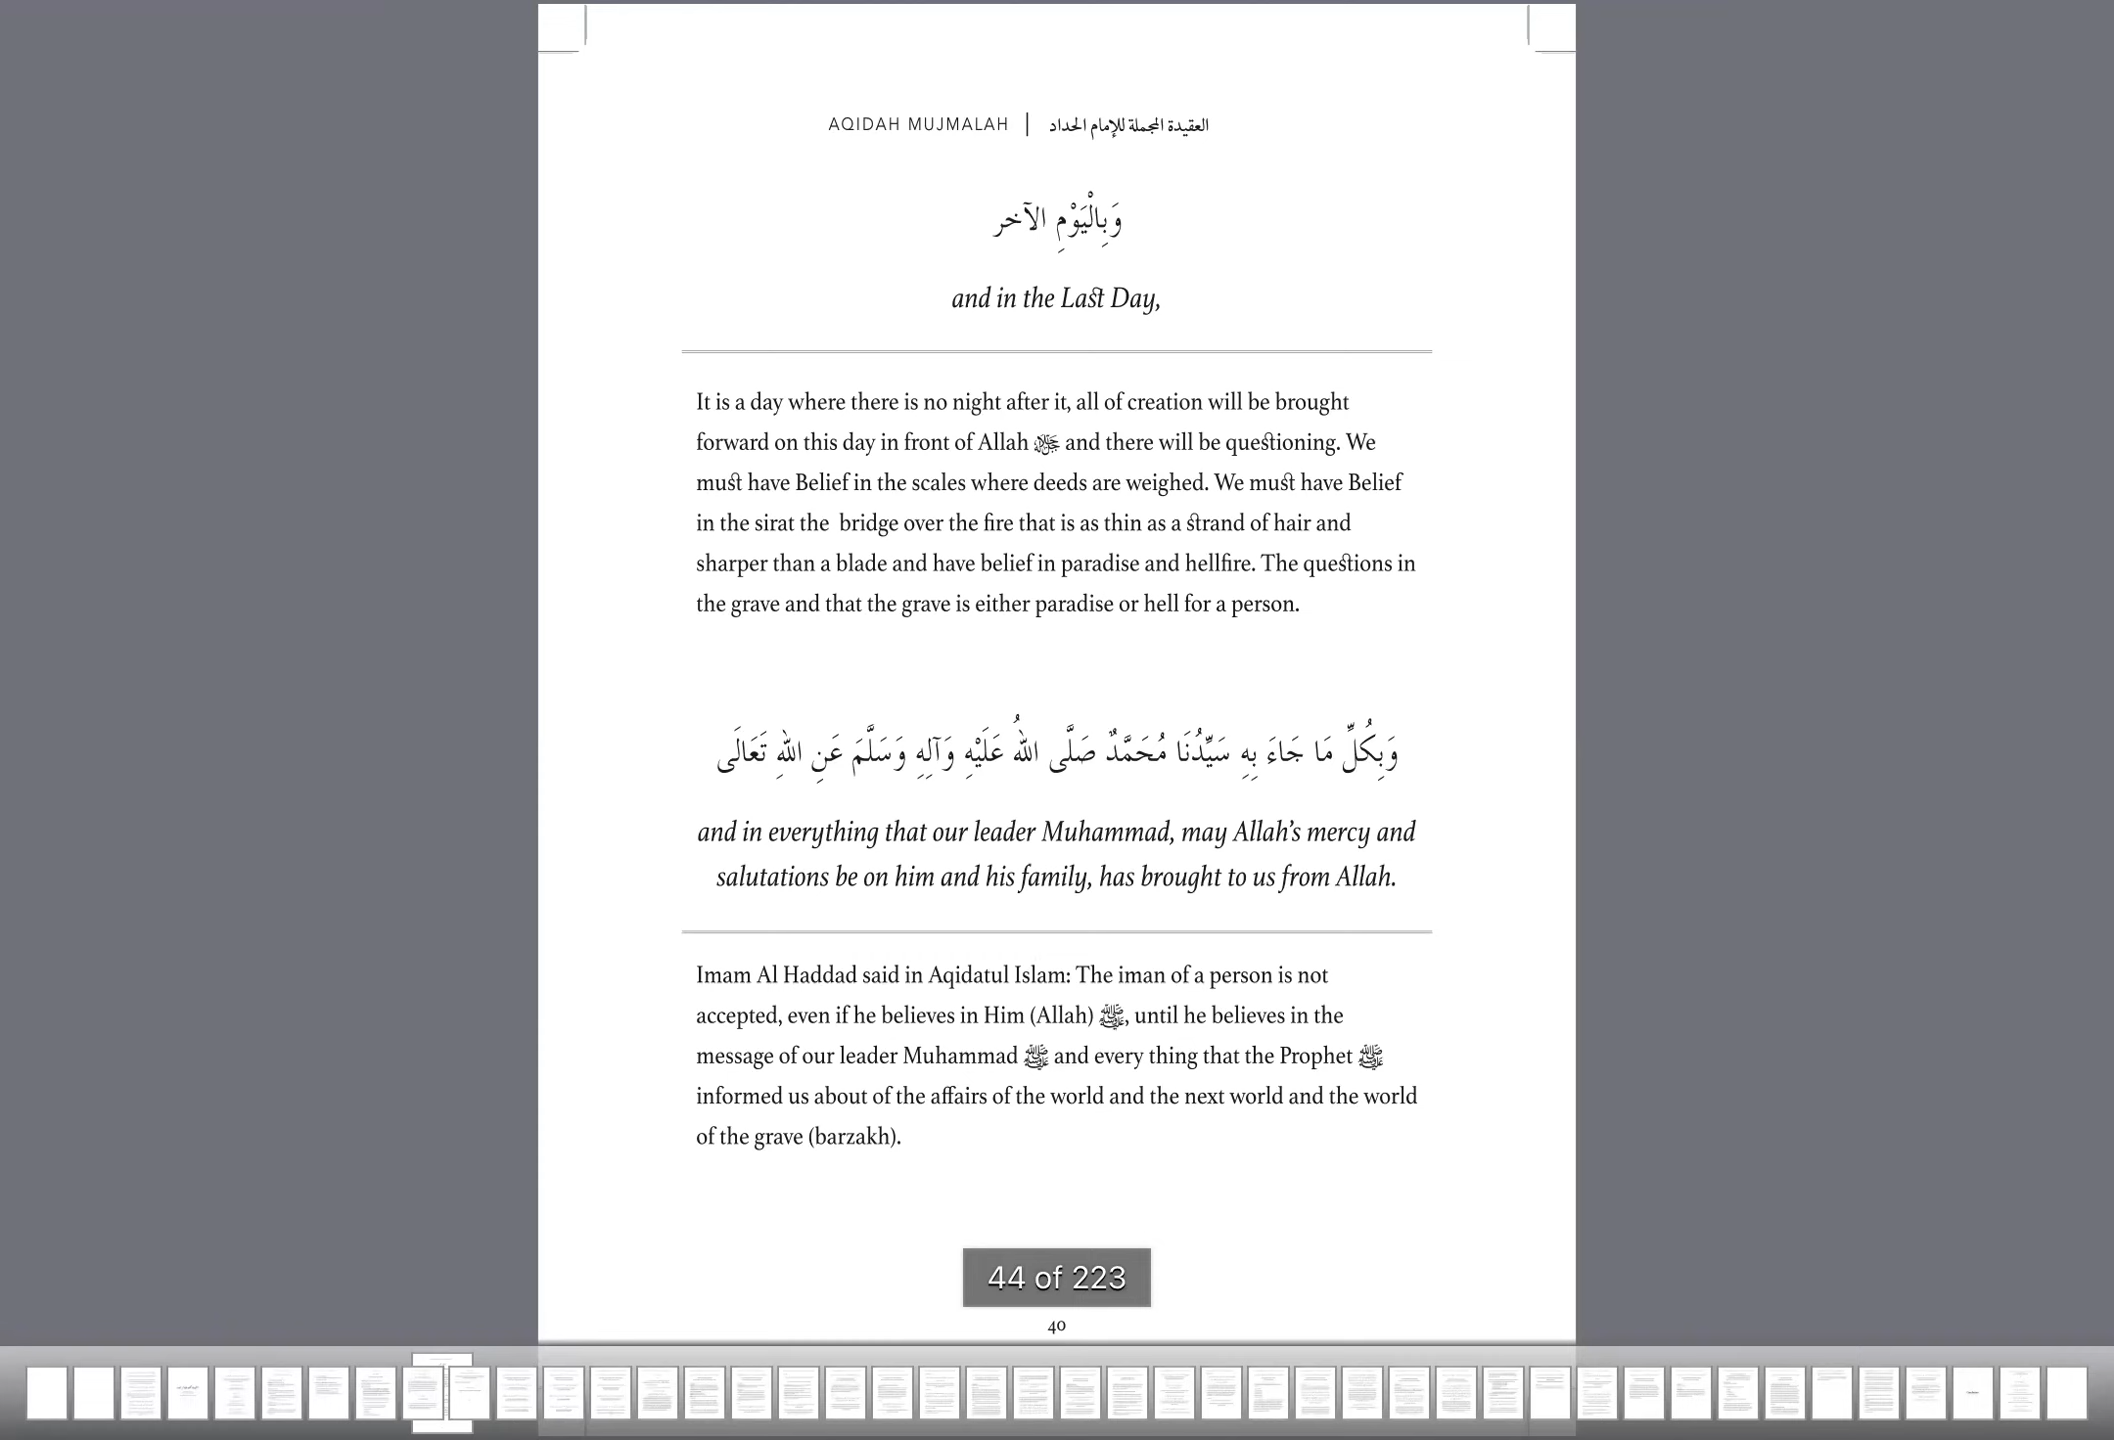 AQIDAH MUJMALAH | العقيدة المجملة للإمام الحداد
وَبِالْيَوْمِ الآخر
and in the Last Day,
It is a day where there is no night after it, all of creation will be brought
forward on this day in front of Allah ﷻ and there will be questioning. We
must have Belief in the scales where deeds are weighed. We must have Belief
in the sirat the  bridge over the fire that is as thin as a strand of hair and
sharper than a blade and have belief in paradise and hellfire. The questions in
the grave and that the grave is either paradise or hell for a person.
وَبِكُلِّ مَا جَاءَ بِهِ سَيِّدُنَا مُحَمَّدٌ صَلَّى اللهُ عَلَيْهِ وَآلِهِ وَسَلَّمَ عَنِ اللهِ تَعَالَى
and in everything that our leader Muhammad, may Allah’s mercy and
salutations be on him and his family, has brought to us from Allah.
Imam Al Haddad said in Aqidatul Islam: The iman of a person is not
accepted, even if he believes in Him (Allah) ﷺ, until he believes in the
message of our leader Muhammad ﷺ and every thing that the Prophet ﷺ
informed us about of the affairs of the world and the next world and the world
of the grave (barzakh).
44 of 223
40